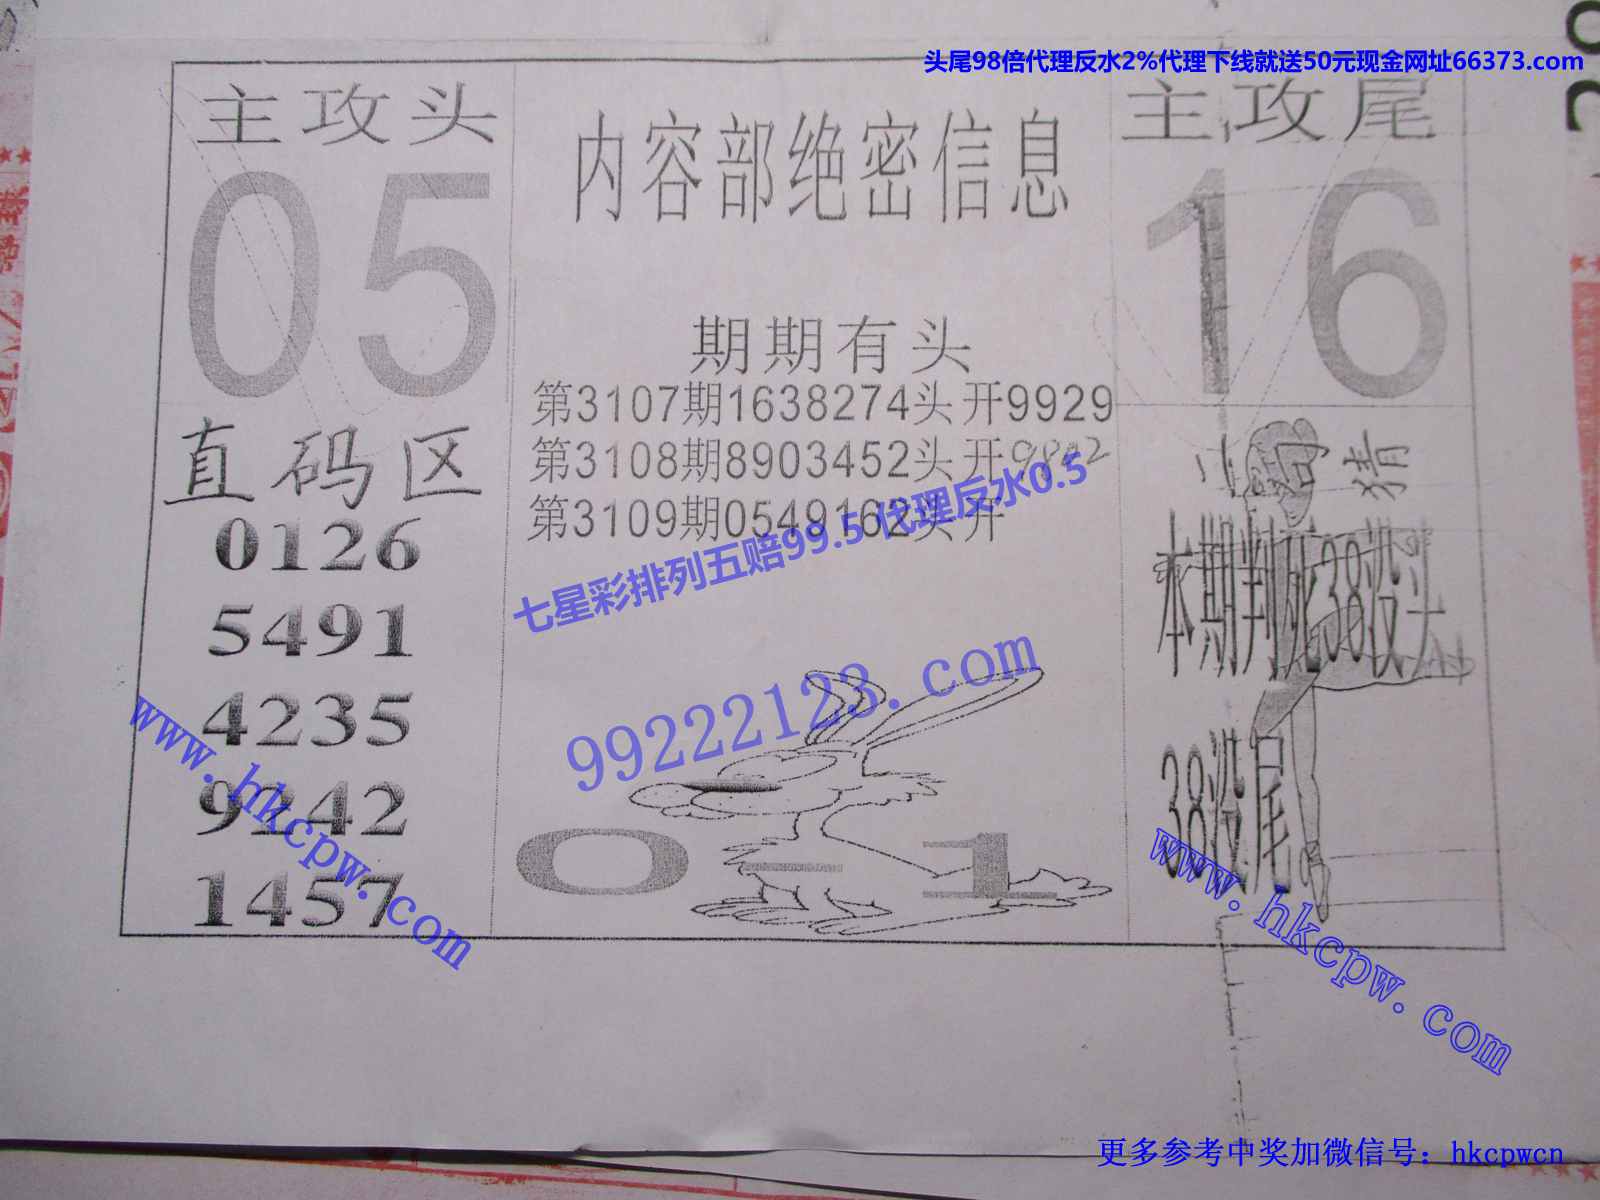 头尾98倍代理反水2%代理下线就送50元现金网址66373.com
主攻头
05
直码区
0126
5491
4235
9242
1457
内容部绝密信息
期期有头
第3107期1638274头开9929
第3108期8903452头开9802
第3109期0549162头开
七星彩排列五赔99.5 代理反水0.5
99222123.com
0-1
主攻尾
16
二句猜
本期判死38没头
38没尾
www.hkcpw.com
www.hkcpw.com
更多参考中奖加微信号：hkcpwcn